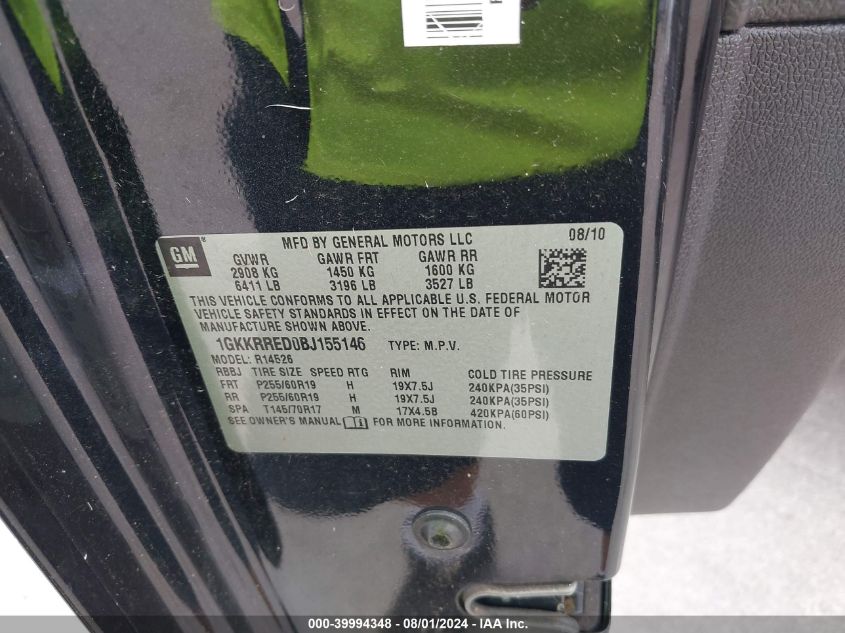 GM
MFD BY GENERAL MOTORS LLC 08/10
GVWR GAWR FRT GAWR RR
2908 KG 1450 KG 1600 KG
6411 LB 3196 LB 3527 LB
THIS VEHICLE CONFORMS TO ALL APPLICABLE U.S. FEDERAL MOTOR
VEHICLE SAFETY STANDARDS IN EFFECT ON THE DATE OF
MANUFACTURE SHOWN ABOVE.
1GKKRRED0BJ155146 TYPE: M.P.V.
MODEL: R14526
RBBJ TIRE SIZE SPEED RTG RIM COLD TIRE PRESSURE
FRT P255/60R19 H 19X7.5J 240KPA(35PSI)
RR P255/60R19 H 19X7.5J 240KPA(35PSI)
SPA T145/70R17 M 17X4.5B 420KPA(60PSI)
SEE OWNER'S MANUAL FOR MORE INFORMATION.
000-39994348 - 08/01/2024 - IAA Inc.